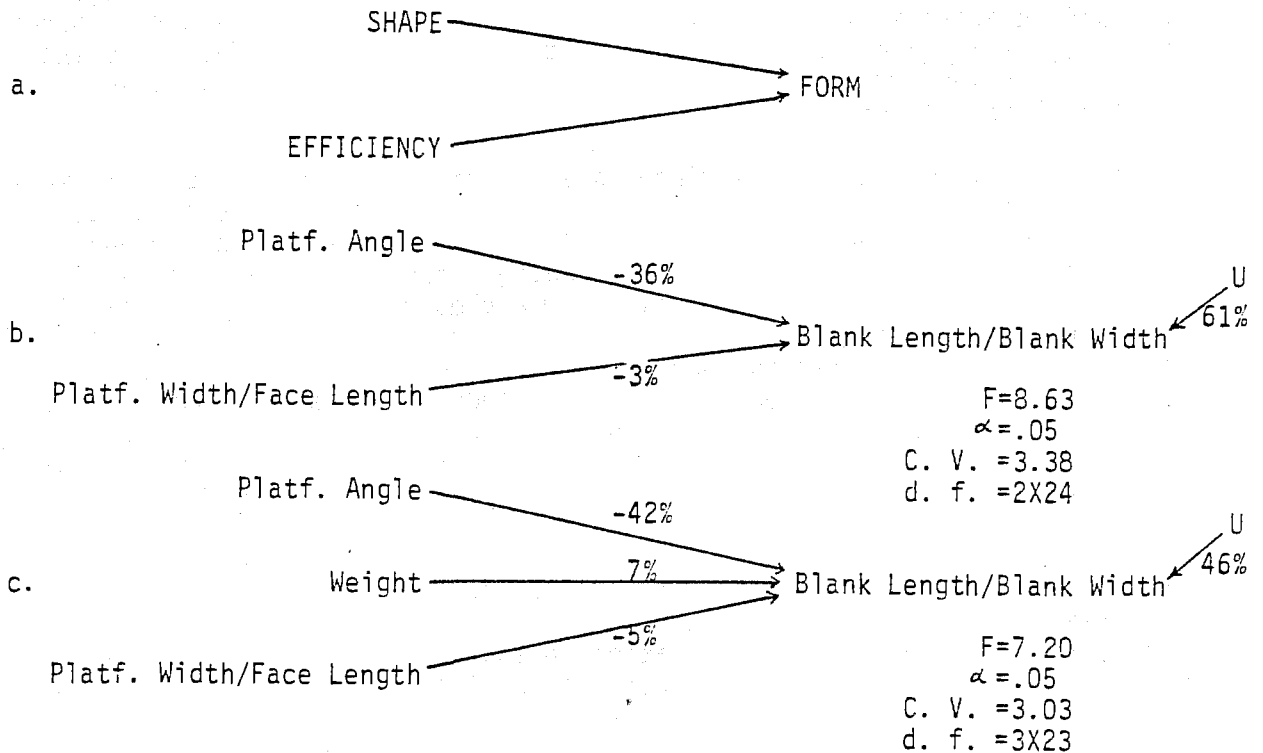 SHAPE
a.
FORM
EFFICIENCY
Platf. Angle
-36%
U
61%
b.
Blank Length/Blank Width
-3%
Platf. Width/Face Length
F=8.63
α=.05
C. V. =3.38
d. f. =2X24
Platf. Angle
-42%
U
46%
c.
Weight
7%
Blank Length/Blank Width
-5%
Platf. Width/Face Length
F=7.20
α=.05
C. V. =3.03
d. f. =3X23